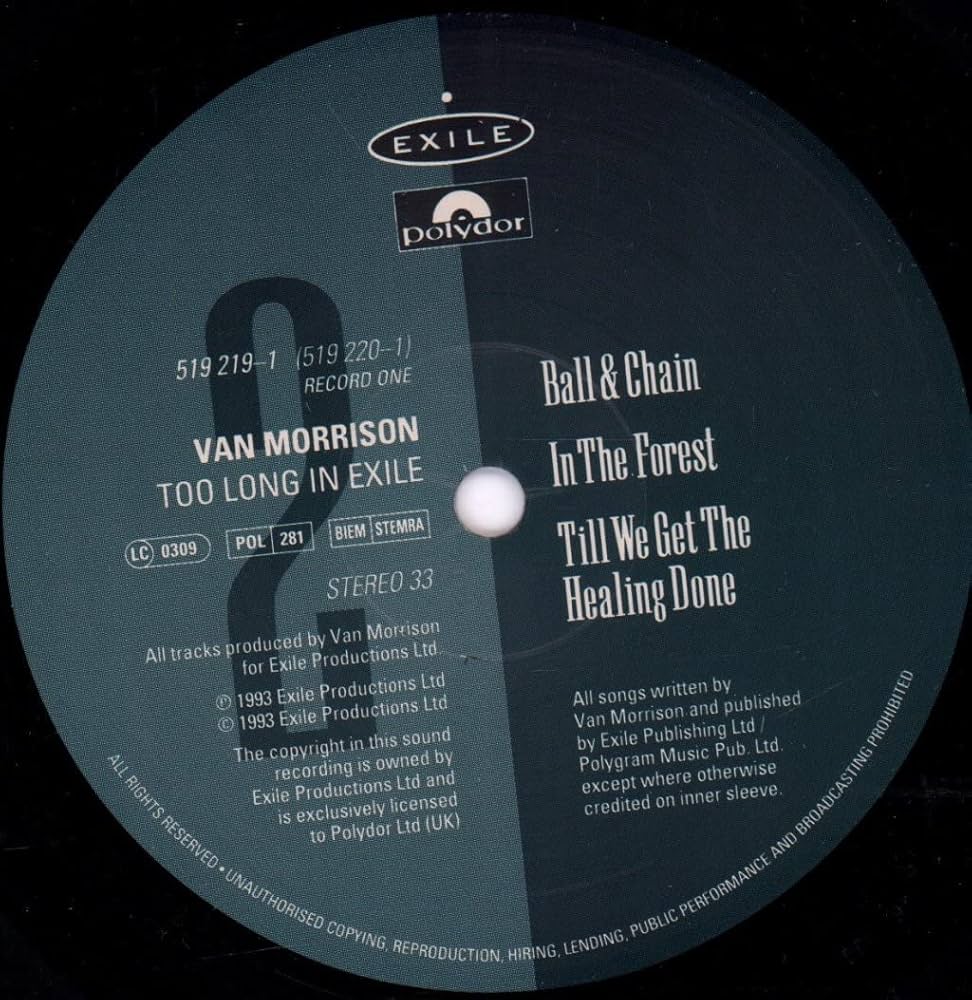 EXILE
polydor
2
519 219-1 (519 220-1)
RECORD ONE
VAN MORRISON
TOO LONG IN EXILE
LC 0309 POL 281 BIEM STEMRA
STEREO 33
All tracks produced by Van Morrison
for Exile Productions Ltd.
℗ 1993 Exile Productions Ltd
© 1993 Exile Productions Ltd
The copyright in this sound
recording is owned by
Exile Productions Ltd and
is exclusively licensed
to Polydor Ltd (UK)
Ball & Chain
In The Forest
Till We Get The
Healing Done
All songs written by
Van Morrison and published
by Exile Publishing Ltd /
Polygram Music Pub. Ltd.
except where otherwise
credited on inner sleeve.
ALL RIGHTS RESERVED • UNAUTHORISED COPYING, REPRODUCTION, HIRING, LENDING, PUBLIC PERFORMANCE AND BROADCASTING PROHIBITED